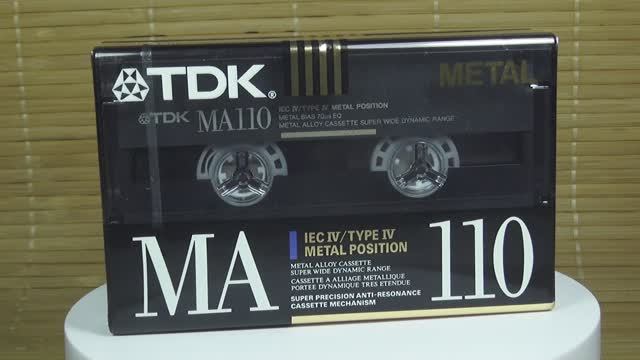 TDK®
METAL
TDK MA110
IEC IV/TYPE IV METAL POSITION
METAL BIAS 70μs EQ
METAL ALLOY CASSETTE SUPER WIDE DYNAMIC RANGE
MA
IEC IV/TYPE IV
METAL POSITION
METAL ALLOY CASSETTE
SUPER WIDE DYNAMIC RANGE
CASSETTE A ALLIAGE METALLIQUE
PORTEE DYNAMIQUE TRES ETENDUE
SUPER PRECISION ANTI-RESONANCE
CASSETTE MECHANISM
110